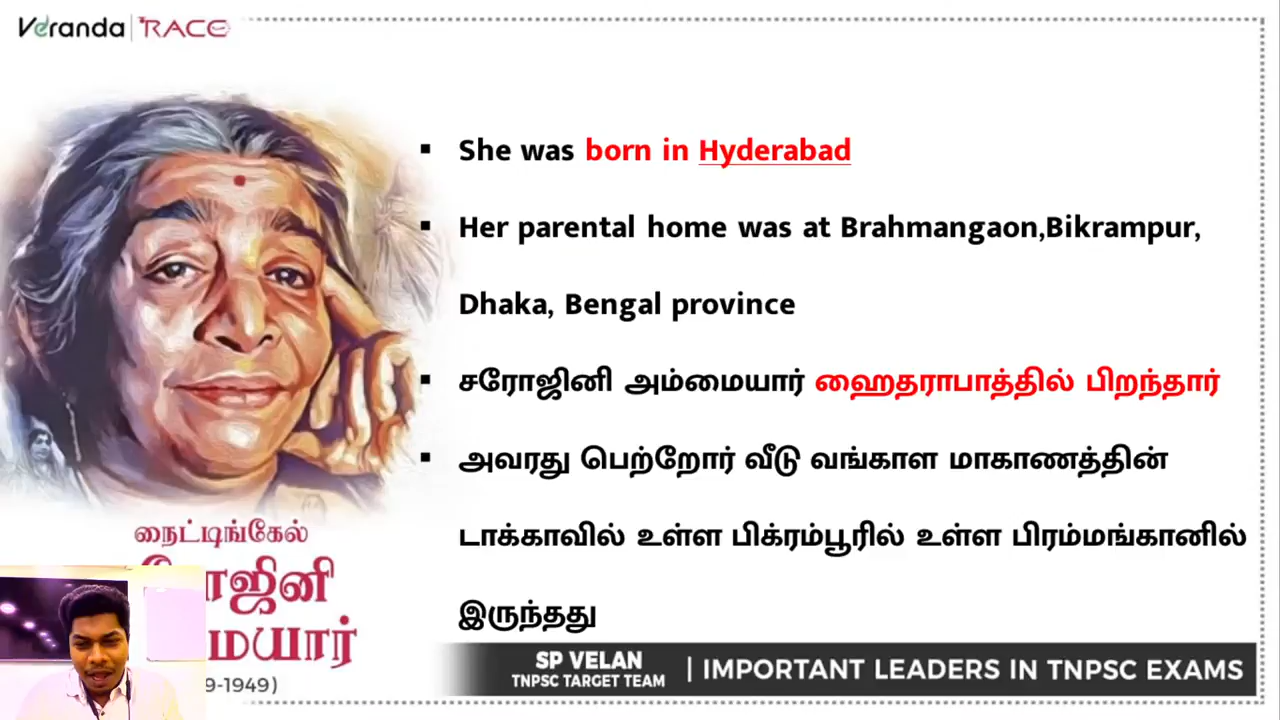 Veranda RACE
She was born in Hyderabad
Her parental home was at Brahmangaon,Bikrampur,
Dhaka, Bengal province
சரோஜினி அம்மையார் ஹைதராபாத்தில் பிறந்தார்
அவரது பெற்றோர் வீடு வங்காள மாகாணத்தின்
டாக்காவில் உள்ள பிக்ரம்பூரில் உள்ள பிரம்மங்கானில்
இருந்தது
நைட்டிங்கேல்
9-1949)
SP VELAN
TNPSC TARGET TEAM
IMPORTANT LEADERS IN TNPSC EXAMS